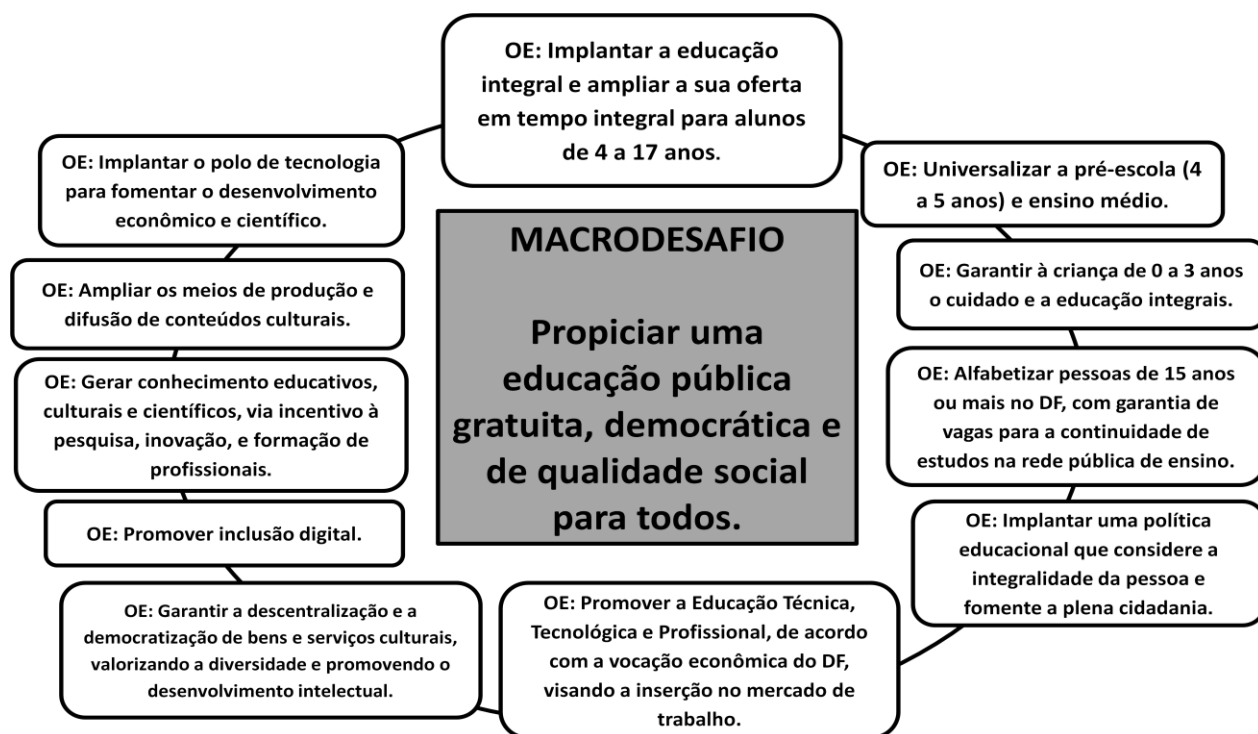 OE: Implantar a educação
integral e ampliar a sua oferta
em tempo integral para alunos
de 4 a 17 anos.
OE: Universalizar a pré-escola (4
a 5 anos) e ensino médio.
OE: Garantir à criança de 0 a 3 anos
o cuidado e a educação integrais.
OE: Alfabetizar pessoas de 15 anos
ou mais no DF, com garantia de
vagas para a continuidade de
estudos na rede pública de ensino.
OE: Implantar uma política
educacional que considere a
integralidade da pessoa e
fomente a plena cidadania.
OE: Promover a Educação Técnica,
Tecnológica e Profissional, de acordo
com a vocação econômica do DF,
visando a inserção no mercado de
trabalho.
OE: Garantir a descentralização e a
democratização de bens e serviços culturais,
valorizando a diversidade e promovendo o
desenvolvimento intelectual.
OE: Promover inclusão digital.
OE: Gerar conhecimento educativos,
culturais e científicos, via incentivo à
pesquisa, inovação, e formação de
profissionais.
OE: Ampliar os meios de produção e
difusão de conteúdos culturais.
OE: Implantar o polo de tecnologia
para fomentar o desenvolvimento
econômico e científico.
MACRODESAFIO
Propiciar uma
educação pública
gratuita, democrática e
de qualidade social
para todos.